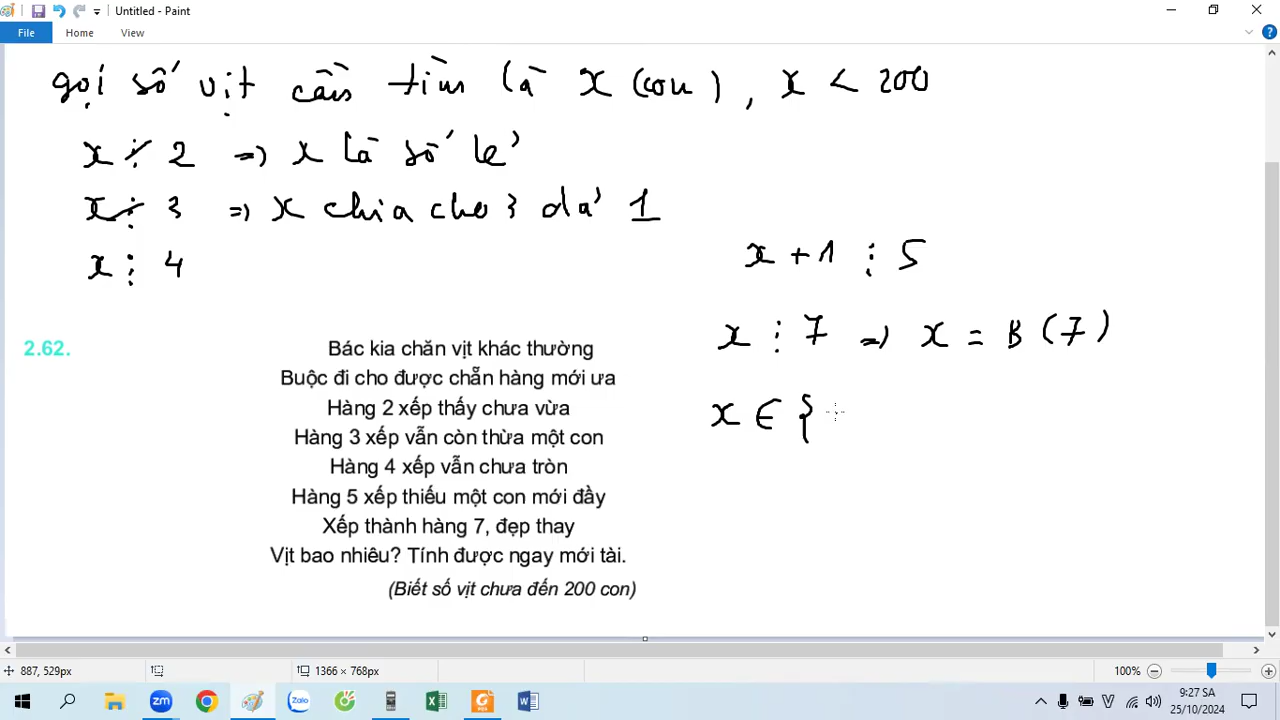 Untitled - Paint
File Home View
gọi số vịt cần tìm là x (con), x < 200
x ⋮̸ 2 => x là số lẻ
x ⋮̸ 3 => x chia cho 3 dư 1
x ⋮ 4
x + 1 ⋮ 5
x ⋮ 7 => x = B (7)
x ∈ {
2.62.
Bác kia chăn vịt khác thường
Buộc đi cho được chẵn hàng mới ưa
Hàng 2 xếp thấy chưa vừa
Hàng 3 xếp vẫn còn thừa một con
Hàng 4 xếp vẫn chưa tròn
Hàng 5 xếp thiếu một con mới đầy
Xếp thành hàng 7, đẹp thay
Vịt bao nhiêu? Tính được ngay mới tài.
(Biết số vịt chưa đến 200 con)
887, 529px 1366 × 768px 100%
zm Zalo V 9:27 SA
25/10/2024